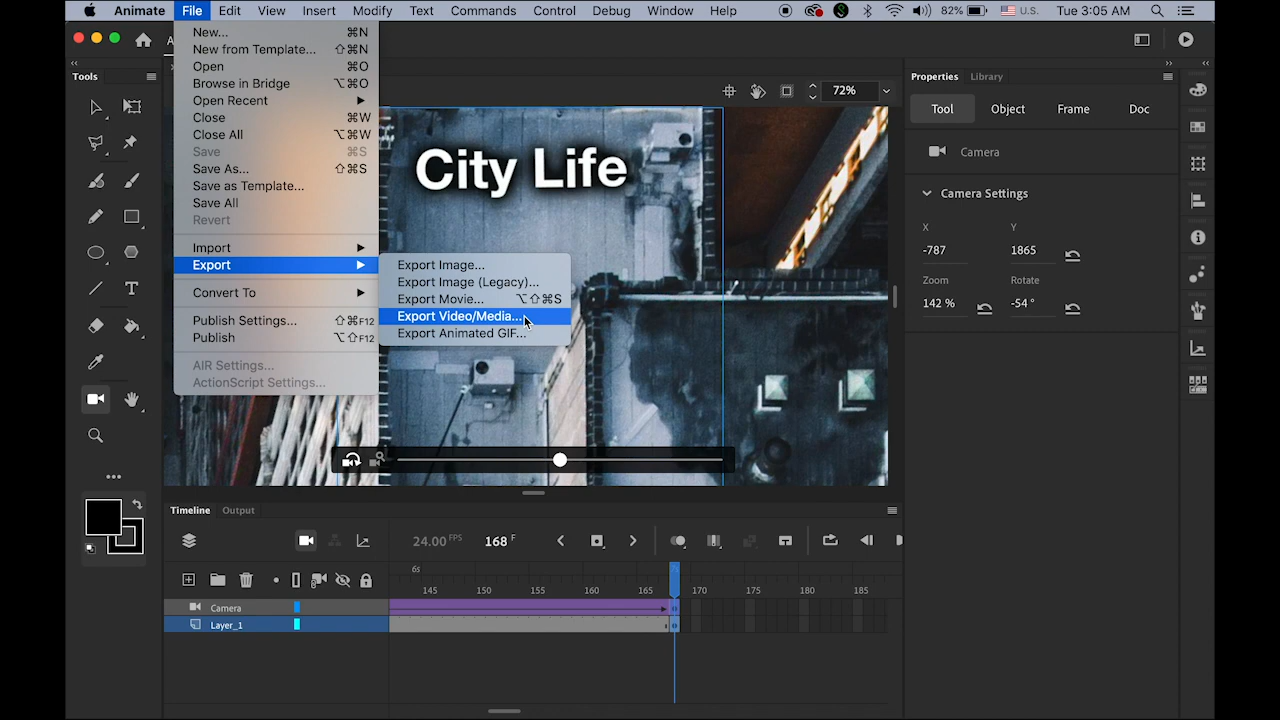 Animate File Edit View Insert Modify Text Commands Control Debug Window Help 82% U.S. Tue 3:05 AM
New... ⌘N
New from Template... ⇧⌘N
Open ⌘O
Browse in Bridge ⌥⌘O
Open Recent
Close ⌘W
Close All ⌥⌘W
Save ⌘S
Save As... ⇧⌘S
Save as Template...
Save All
Revert
Import
Export
Convert To
Publish Settings... ⇧⌘F12
Publish ⌥⇧F12
AIR Settings...
ActionScript Settings...
Export Image...
Export Image (Legacy)...
Export Movie... ⌥⇧⌘S
Export Video/Media...
Export Animated GIF...
Tools
72%
City Life
Properties Library
Tool Object Frame Doc
Camera
Camera Settings
X Y
-787 1865
Zoom Rotate
142 % -54 °
Timeline Output
24.00 FPS 168 F
6s 7s
145 150 155 160 165 170 175 180 185
Camera
Layer_1